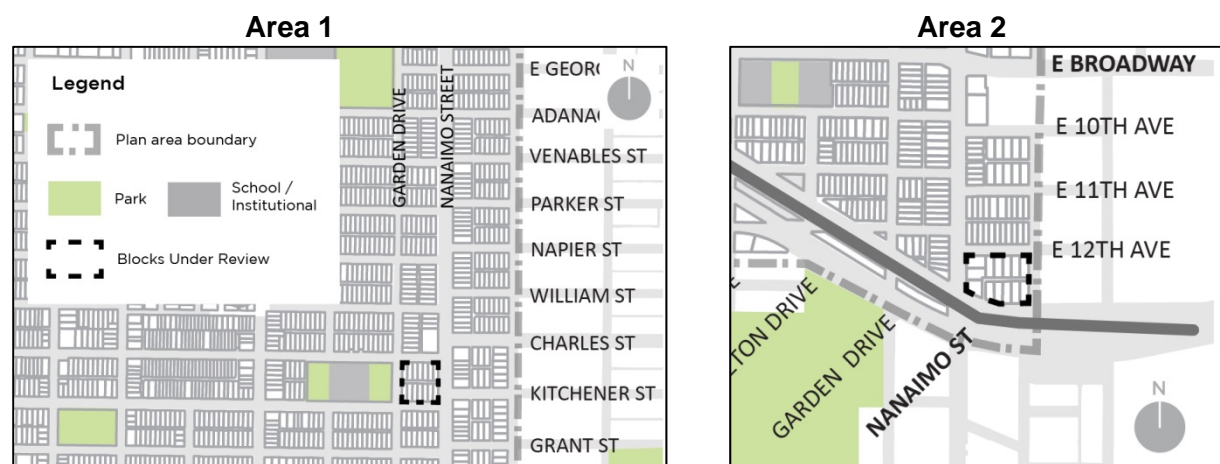 Area 1
Area 2
Legend
Plan area boundary
Park
School /
Institutional
Blocks Under Review
GARDEN DRIVE
NANAIMO STREET
N
E GEOR
ADANA
VENABLES ST
PARKER ST
NAPIER ST
WILLIAM ST
CHARLES ST
KITCHENER ST
GRANT ST
E BROADWAY
E 10TH AVE
E 11TH AVE
E 12TH AVE
TON DRIVE
GARDEN DRIVE
NANAIMO ST
N